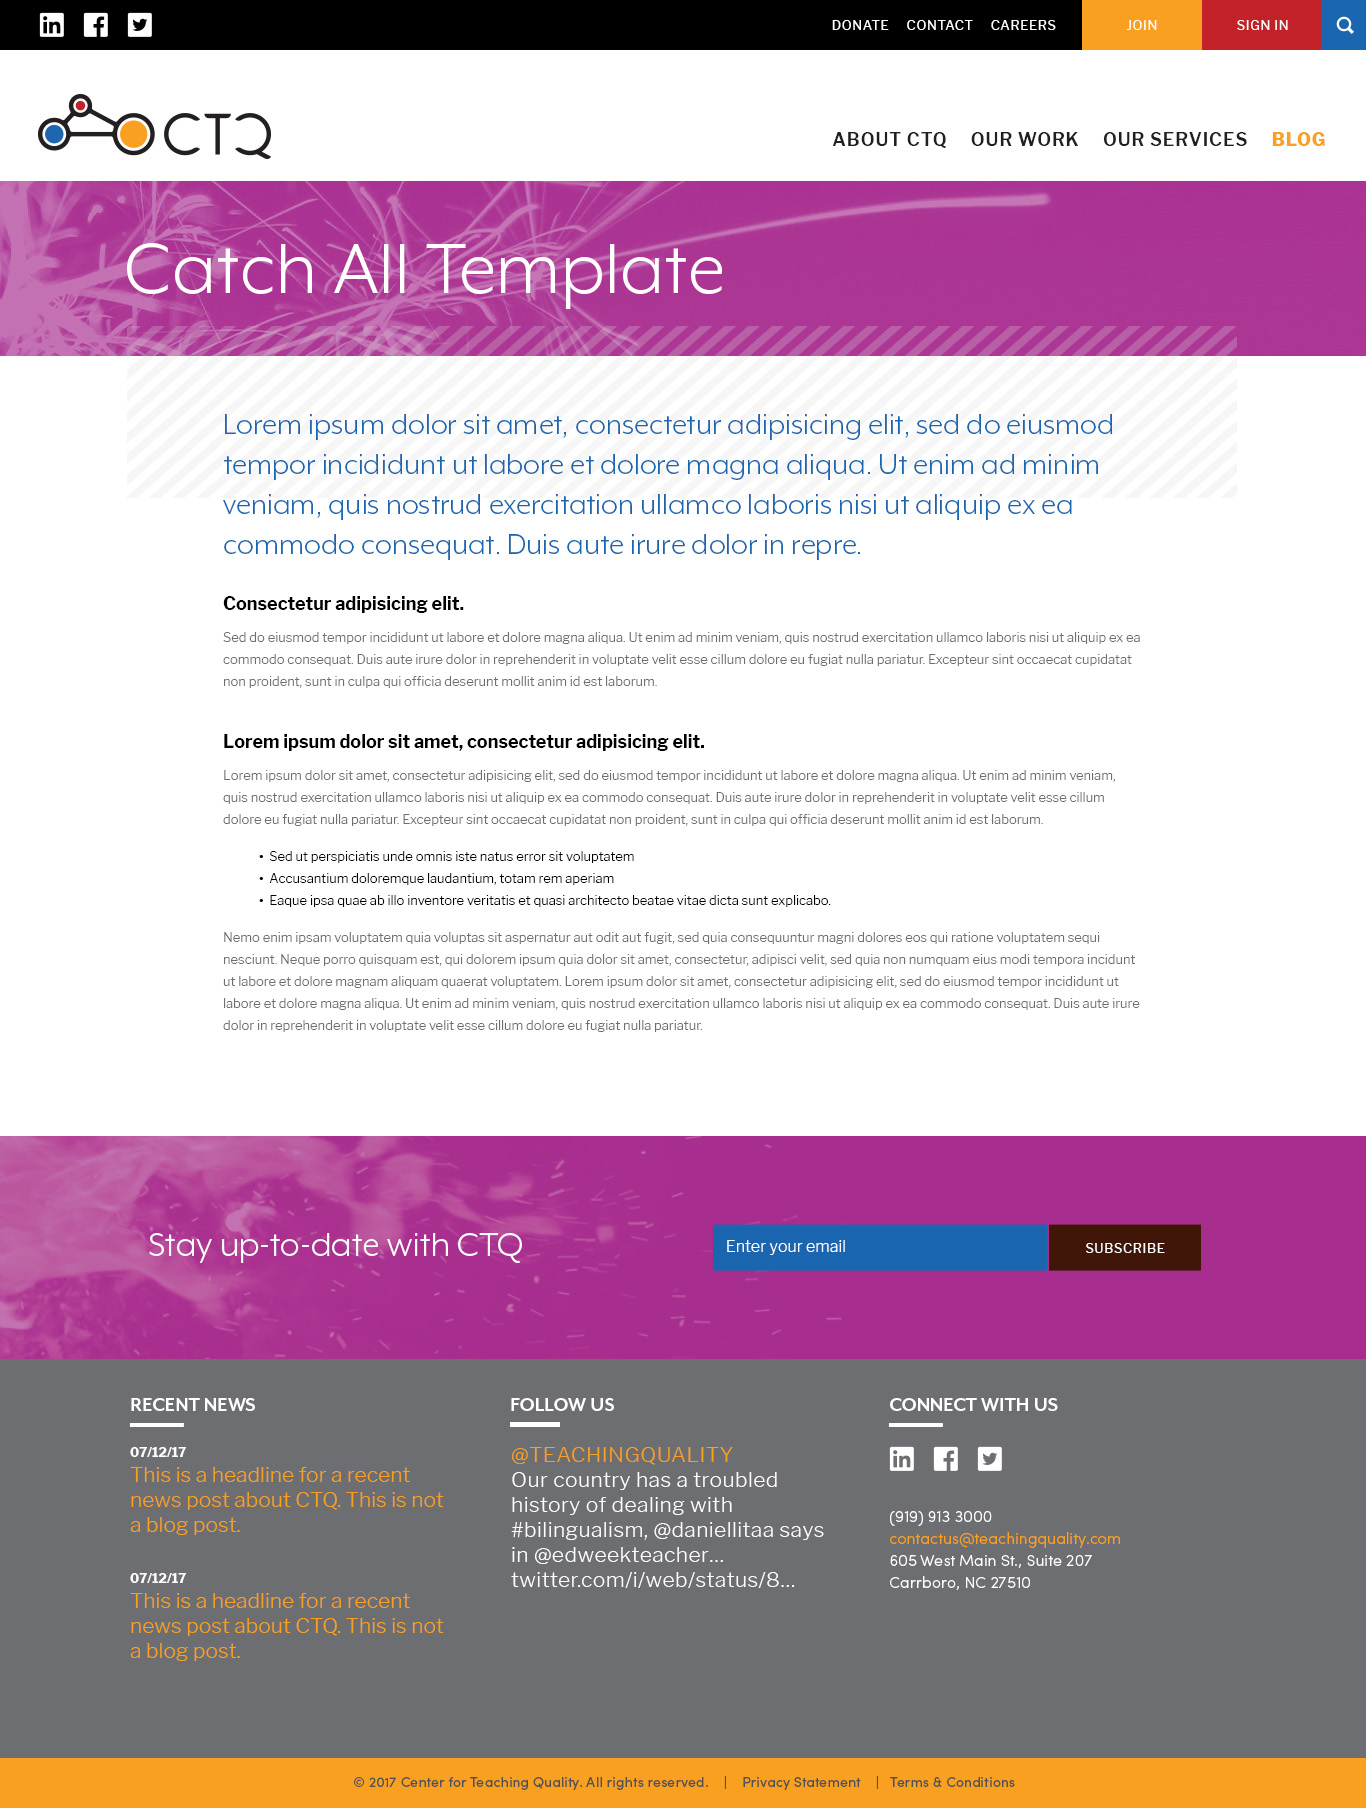 DONATE CONTACT CAREERS JOIN SIGN IN
CTQ
ABOUT CTQ OUR WORK OUR SERVICES BLOG
Catch All Template
Lorem ipsum dolor sit amet, consectetur adipisicing elit, sed do eiusmod
tempor incididunt ut labore et dolore magna aliqua. Ut enim ad minim
veniam, quis nostrud exercitation ullamco laboris nisi ut aliquip ex ea
commodo consequat. Duis aute irure dolor in repre.
Consectetur adipisicing elit.
Sed do eiusmod tempor incididunt ut labore et dolore magna aliqua. Ut enim ad minim veniam, quis nostrud exercitation ullamco laboris nisi ut aliquip ex ea
commodo consequat. Duis aute irure dolor in reprehenderit in voluptate velit esse cillum dolore eu fugiat nulla pariatur. Excepteur sint occaecat cupidatat
non proident, sunt in culpa qui officia deserunt mollit anim id est laborum.
Lorem ipsum dolor sit amet, consectetur adipisicing elit.
Lorem ipsum dolor sit amet, consectetur adipisicing elit, sed do eiusmod tempor incididunt ut labore et dolore magna aliqua. Ut enim ad minim veniam,
quis nostrud exercitation ullamco laboris nisi ut aliquip ex ea commodo consequat. Duis aute irure dolor in reprehenderit in voluptate velit esse cillum
dolore eu fugiat nulla pariatur. Excepteur sint occaecat cupidatat non proident, sunt in culpa qui officia deserunt mollit anim id est laborum.
• Sed ut perspiciatis unde omnis iste natus error sit voluptatem
• Accusantium doloremque laudantium, totam rem aperiam
• Eaque ipsa quae ab illo inventore veritatis et quasi architecto beatae vitae dicta sunt explicabo.
Nemo enim ipsam voluptatem quia voluptas sit aspernatur aut odit aut fugit, sed quia consequuntur magni dolores eos qui ratione voluptatem sequi
nesciunt. Neque porro quisquam est, qui dolorem ipsum quia dolor sit amet, consectetur, adipisci velit, sed quia non numquam eius modi tempora incidunt
ut labore et dolore magnam aliquam quaerat voluptatem. Lorem ipsum dolor sit amet, consectetur adipisicing elit, sed do eiusmod tempor incididunt ut
labore et dolore magna aliqua. Ut enim ad minim veniam, quis nostrud exercitation ullamco laboris nisi ut aliquip ex ea commodo consequat. Duis aute irure
dolor in reprehenderit in voluptate velit esse cillum dolore eu fugiat nulla pariatur.
Stay up-to-date with CTQ
Enter your email
SUBSCRIBE
RECENT NEWS
07/12/17
This is a headline for a recent
news post about CTQ. This is not
a blog post.
07/12/17
This is a headline for a recent
news post about CTQ. This is not
a blog post.
FOLLOW US
@TEACHINGQUALITY
Our country has a troubled
history of dealing with
#bilingualism, @daniellitaa says
in @edweekteacher...
twitter.com/i/web/status/8...
CONNECT WITH US
(919) 913 3000
contactus@teachingquality.com
605 West Main St., Suite 207
Carrboro, NC 27510
© 2017 Center for Teaching Quality. All rights reserved. | Privacy Statement | Terms & Conditions